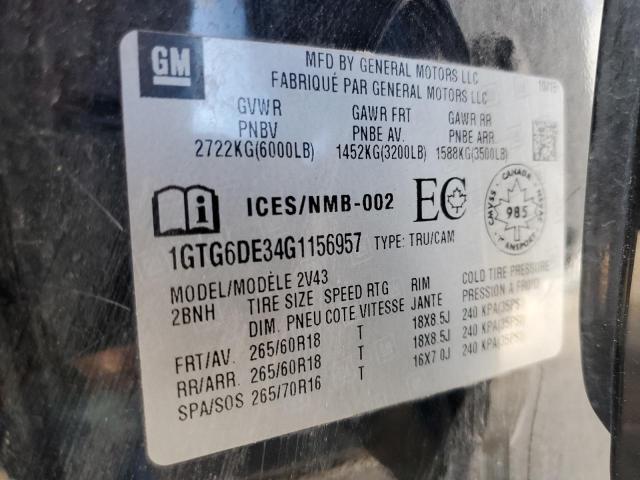 GM
MFD BY GENERAL MOTORS LLC
FABRIQUÉ PAR GENERAL MOTORS LLC
GVWR GAWR FRT GAWR RR
PNBV PNBE AV. PNBE ARR.
2722KG(6000LB) 1452KG(3200LB) 1588KG(3500LB)
ICES/NMB-002 EC
CANADA
985
1GTG6DE34G1156957 TYPE: TRU/CAM
MODEL/MODÈLE 2V43
2BNH TIRE SIZE SPEED RTG RIM COLD TIRE PRESSURE
DIM. PNEU COTE VITESSE JANTE PRESSION A FROID
FRT/AV. 265/60R18 T 18X8.5J 240 KPA(35PSI)
RR/ARR. 265/60R18 T 18X8.5J 240 KPA(35PSI)
SPA/SOS 265/70R16 T 16X7.0J 240 KPA(35PSI)